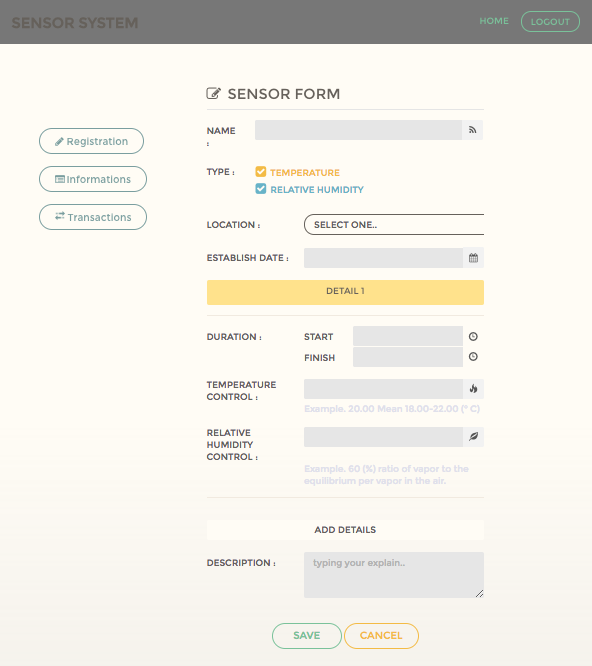 SENSOR SYSTEM
HOME
LOGOUT
SENSOR FORM
Registration
Informations
Transactions
NAME
:
TYPE :
TEMPERATURE
RELATIVE HUMIDITY
LOCATION :
SELECT ONE..
ESTABLISH DATE :
DETAIL 1
DURATION :
START
FINISH
TEMPERATURE
CONTROL :
Example. 20.00 Mean 18.00-22.00 (° C)
RELATIVE
HUMIDITY
CONTROL :
Example. 60 (%) ratio of vapor to the
equilibrium per vapor in the air.
ADD DETAILS
DESCRIPTION :
typing your explain..
SAVE
CANCEL